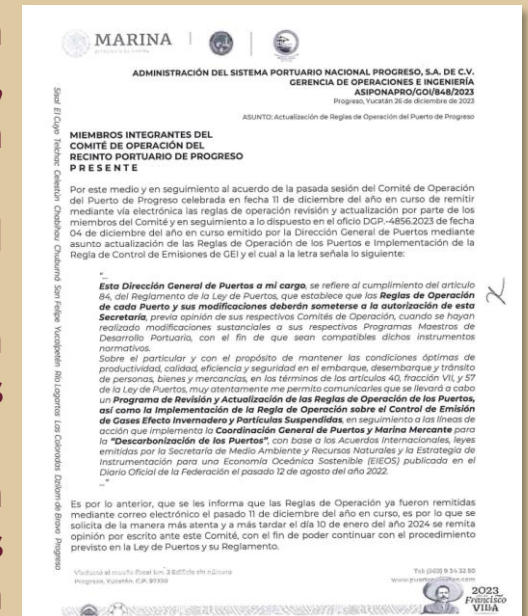 MARINA
ADMINISTRACIÓN DEL SISTEMA PORTUARIO NACIONAL PROGRESO, S.A. DE C.V.
GERENCIA DE OPERACIONES E INGENIERÍA
ASIPONAPRO/GOI/848/2023
Progreso, Yucatán 26 de diciembre de 2023
ASUNTO: Actualización de Reglas de Operación del Puerto de Progreso
MIEMBROS INTEGRANTES DEL
COMITÉ DE OPERACIÓN DEL
RECINTO PORTUARIO DE PROGRESO
P R E S E N T E
Por este medio y en seguimiento al acuerdo de la pasada sesión del Comité de Operación
del Puerto de Progreso celebrada en fecha 11 de diciembre del año en curso de remitir
mediante vía electrónica las reglas de operación revisión y actualización por parte de los
miembros del Comité y en seguimiento a lo dispuesto en el oficio DGP.-4856.2023 de fecha
04 de diciembre del año en curso emitido por la Dirección General de Puertos mediante
asunto actualización de las Reglas de Operación de los Puertos e Implementación de la
Regla de Control de Emisiones de GEI y el cual a la letra señala lo siguiente:
"...
Esta Dirección General de Puertos a mi cargo, se refiere al cumplimiento del artículo
84, del Reglamento de la Ley de Puertos, que establece que las Reglas de Operación
de cada Puerto y sus modificaciones deberán someterse a la autorización de esta
Secretaría, previa opinión de sus respectivos Comités de Operación, cuando se hayan
realizado modificaciones sustanciales a sus respectivos Programas Maestros de
Desarrollo Portuario, con el fin de que sean compatibles dichos instrumentos
normativos.
Sobre el particular y con el propósito de mantener las condiciones óptimas de
productividad, calidad, eficiencia y seguridad en el embarque, desembarque y tránsito
de personas, bienes y mercancías, en los términos de los artículos 40, fracción VII, y 57
de la Ley de Puertos, muy atentamente me permito comunicarles que se llevará a cabo
un Programa de Revisión y Actualización de las Reglas de Operación de los Puertos,
así como la Implementación de la Regla de Operación sobre el Control de Emisión
de Gases Efecto Invernadero y Partículas Suspendidas, en seguimiento a las líneas de
acción que implementa la Coordinación General de Puertos y Marina Mercante para
la "Descarbonización de los Puertos", con base a los Acuerdos Internacionales, leyes
emitidas por la Secretaría de Medio Ambiente y Recursos Naturales y la Estrategia de
Instrumentación para una Economía Oceánica Sostenible (EIEOS) publicada en el
Diario Oficial de la Federación el pasado 12 de agosto del año 2022.
..."
Es por lo anterior, que se les informa que las Reglas de Operación ya fueron remitidas
mediante correo electrónico el pasado 11 de diciembre del año en curso, es por lo que se
solicita de la manera más atenta y a más tardar el día 10 de enero del año 2024 se remita
opinión por escrito ante este Comité, con el fin de poder continuar con el procedimiento
previsto en la Ley de Puertos y su Reglamento.
Sisal El Cuyo Telchac Celestún Chabihau Chuburná San Felipe Yucalpetén Río Lagartos Las Coloradas Dzilam de Bravo Progreso
Progreso, Yucatán, C.P. 97320
2023
Francisco
VILLA